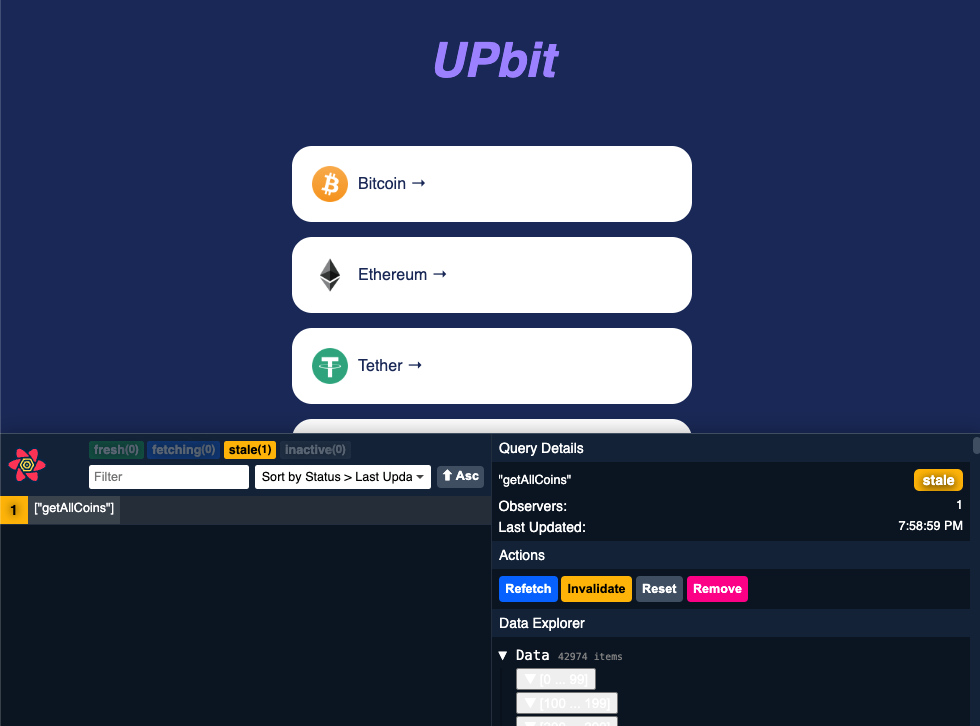 UPbit
Bitcoin →
Ethereum →
Tether →
fresh(0) fetching(0) stale(1) inactive(0)
Filter
Sort by Status > Last Upda
Asc
1 ["getAllCoins"]
Query Details
"getAllCoins" stale
Observers: 1
Last Updated: 7:58:59 PM
Actions
Refetch Invalidate Reset Remove
Data Explorer
▼ Data 42974 items
▼ [0 ... 99]
▼ [100 ... 199]